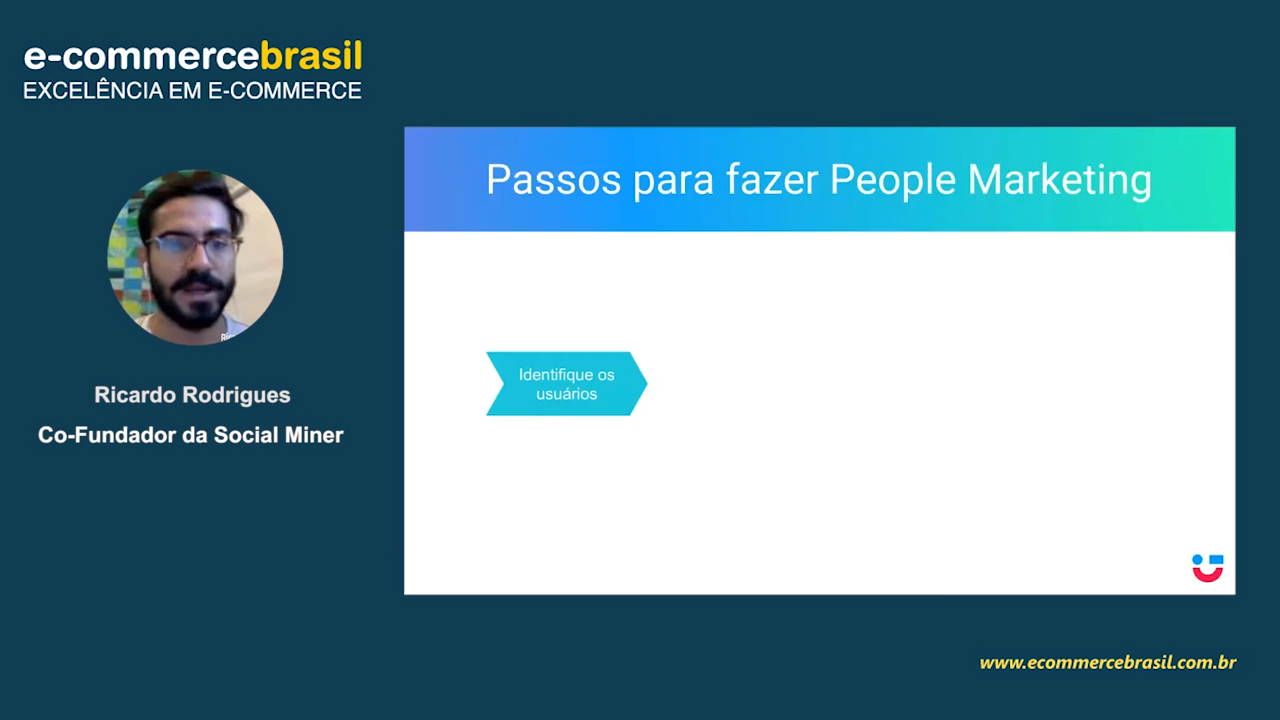 e-commercebrasil
EXCELÊNCIA EM E-COMMERCE
Passos para fazer People Marketing
Identifique os
usuários
Ricardo Rodrigues
Co-Fundador da Social Miner
www.ecommercebrasil.com.br